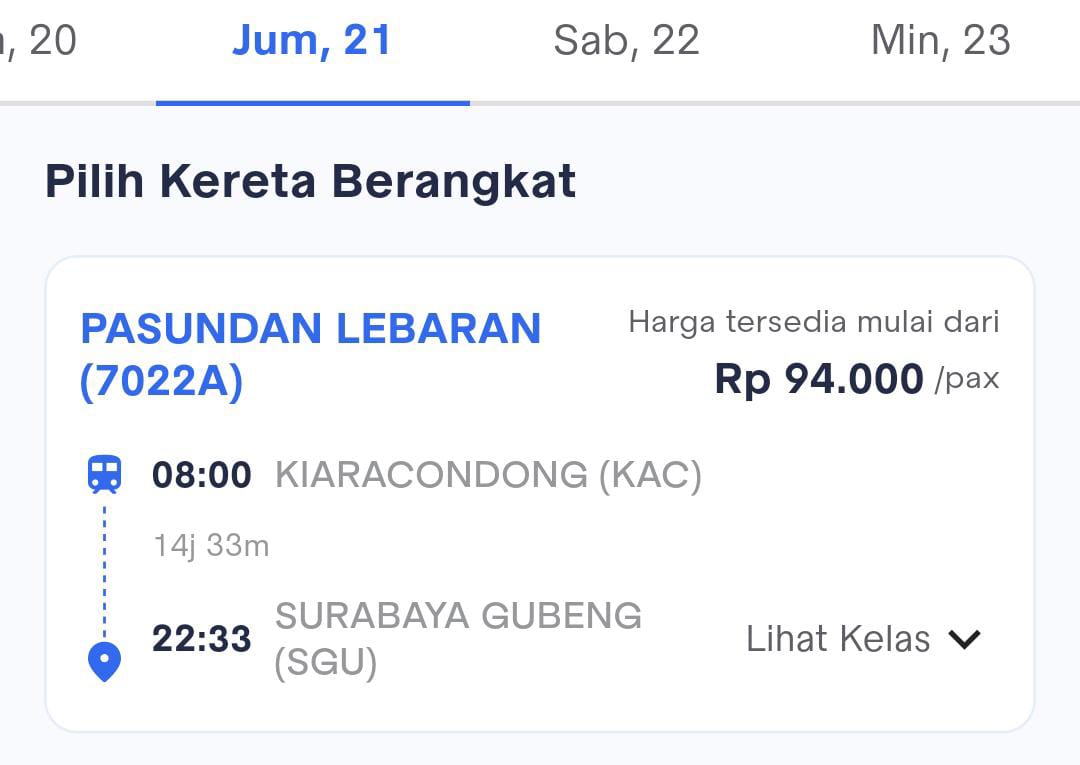 , 20
Jum, 21
Sab, 22
Min, 23
Pilih Kereta Berangkat
PASUNDAN LEBARAN
(7022A)
Harga tersedia mulai dari
Rp 94.000 /pax
08:00 KIARACONDONG (KAC)
14j 33m
22:33 SURABAYA GUBENG
(SGU)
Lihat Kelas